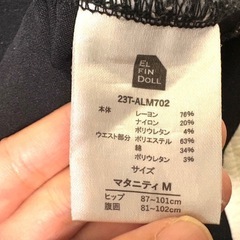 EL
FIN
DOLL
23T-ALM702
本体 レーヨン 76%
ナイロン 20%
ポリウレタン 4%
ウエスト部分 ポリエステル 63%
綿 34%
ポリウレタン 3%
サイズ
マタニティ M
ヒップ 87~101cm
腹囲 81~102cm